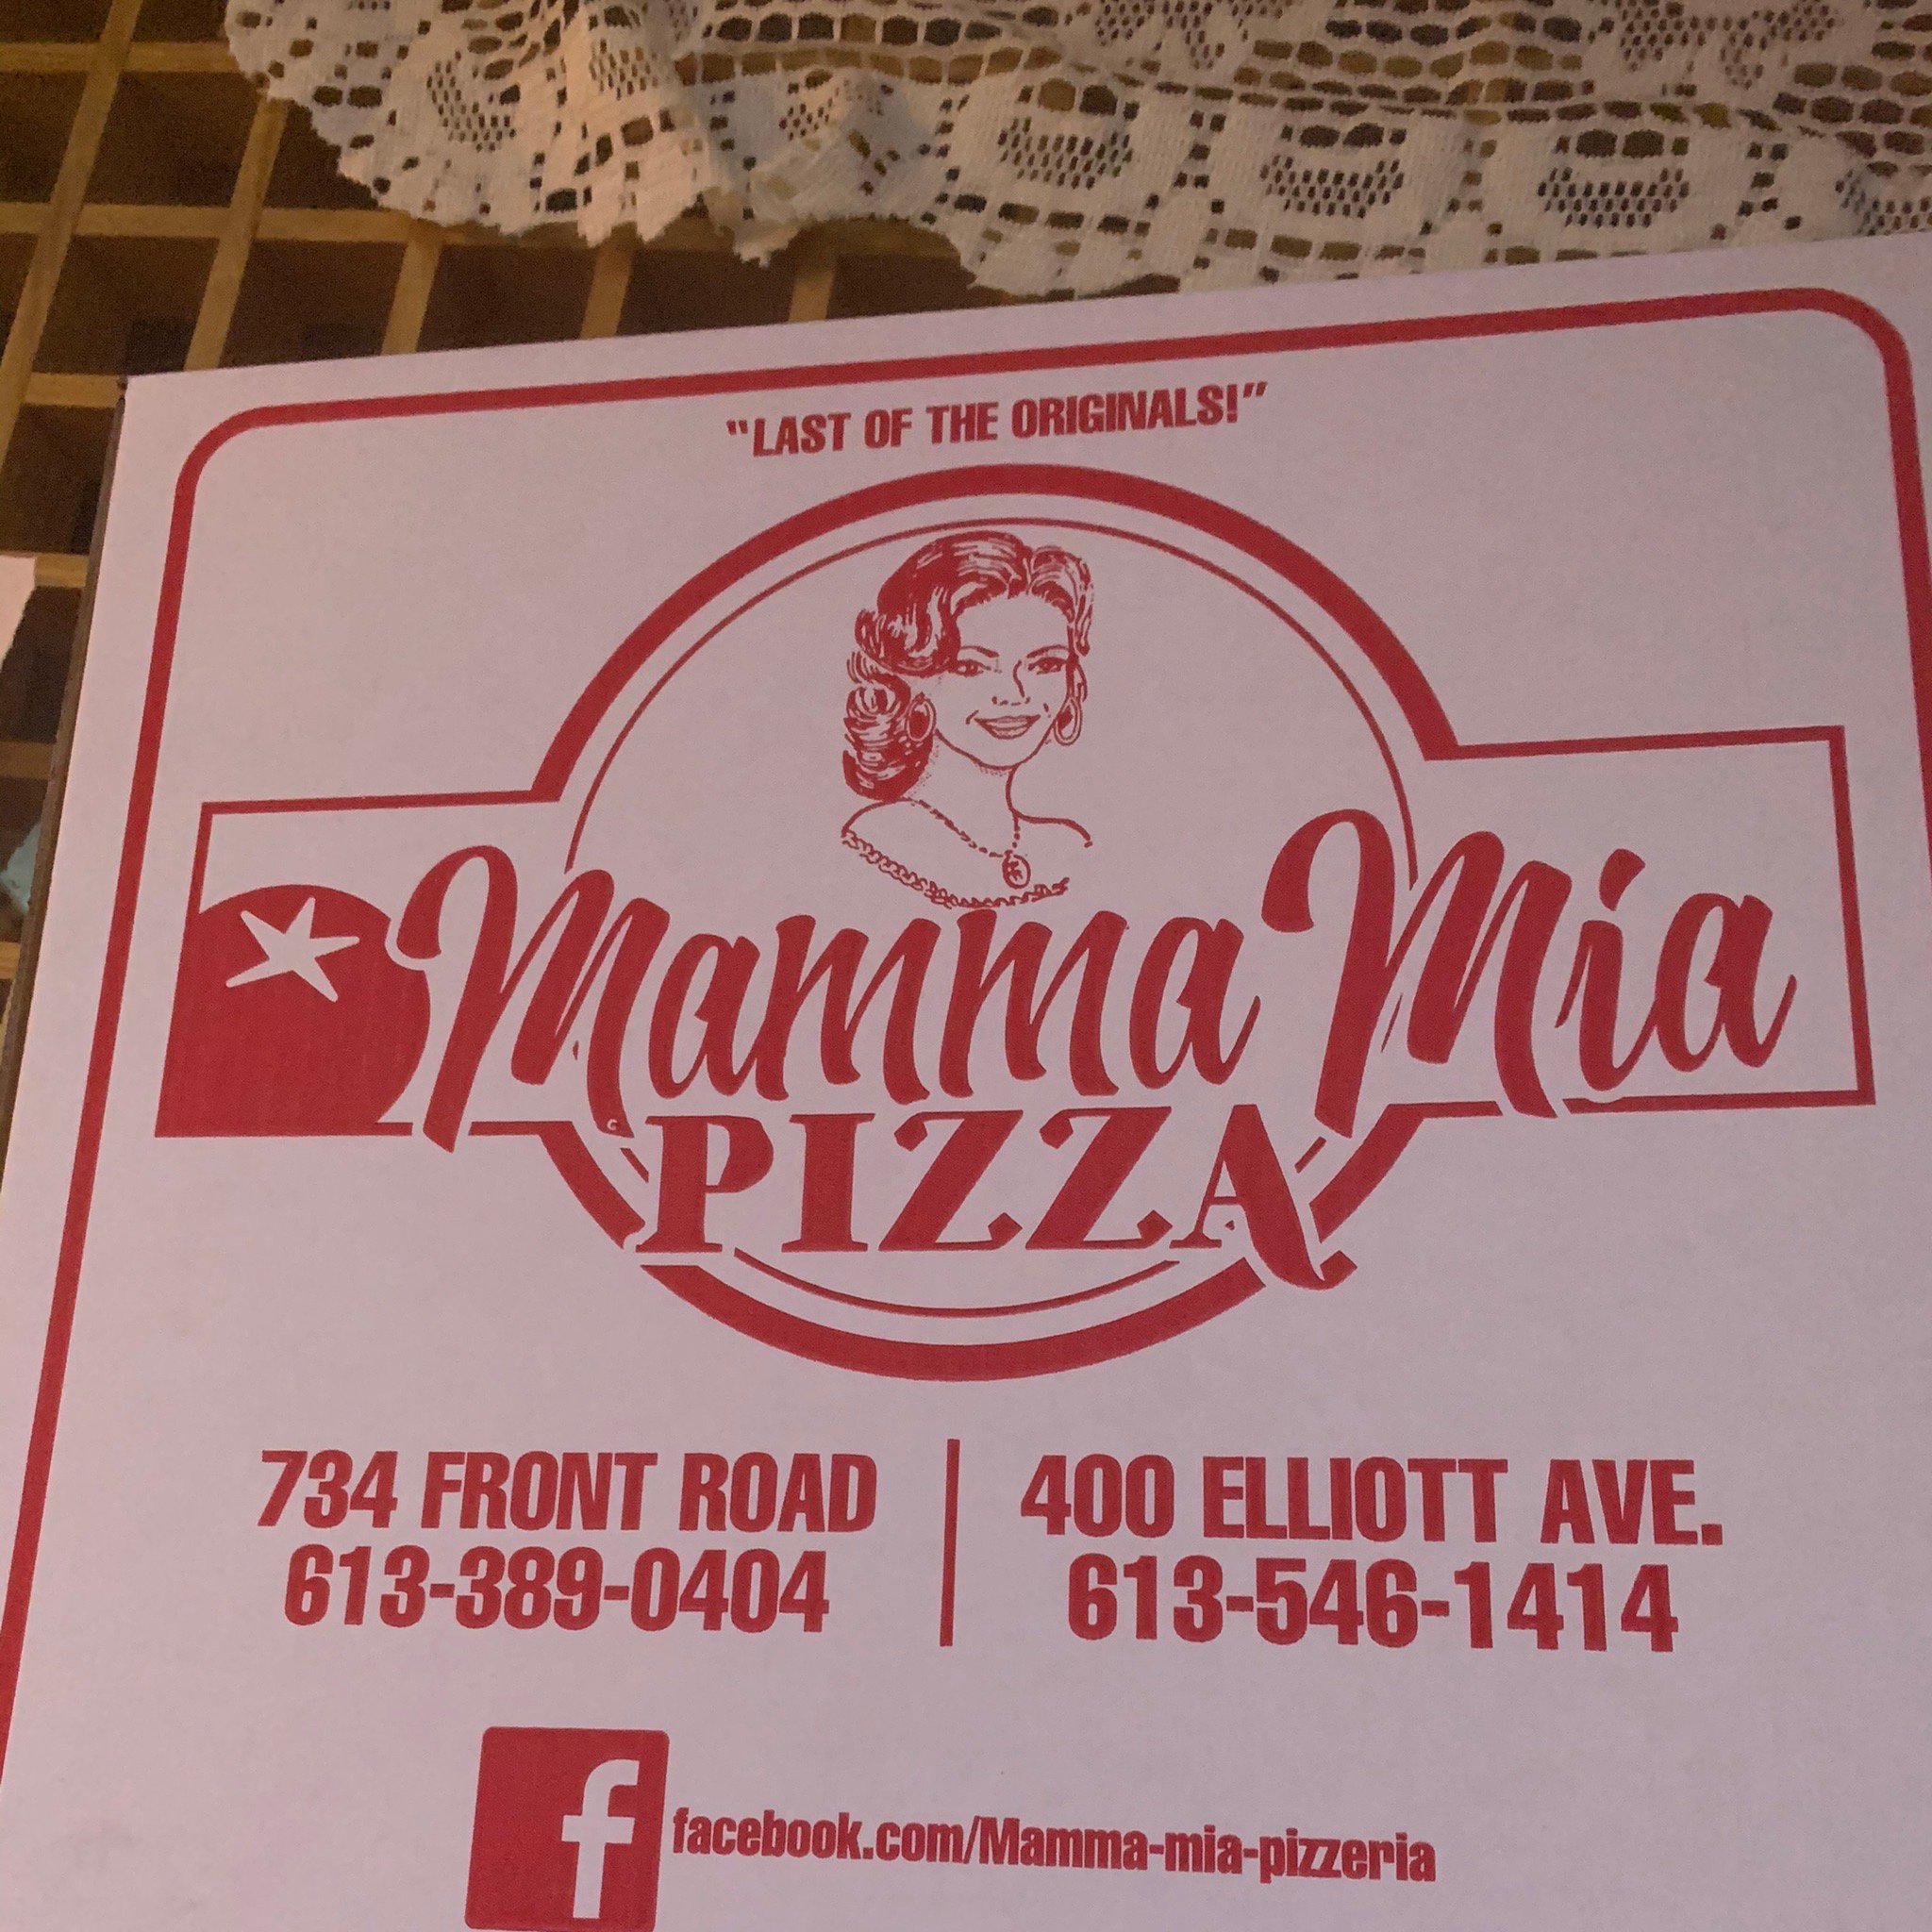 "LAST OF THE ORIGINALS!"
Mamma Mia
PIZZA
734 FRONT ROAD
613-389-0404
400 ELLIOTT AVE.
613-546-1414
f
facebook.com/Mamma-mia-pizzeria